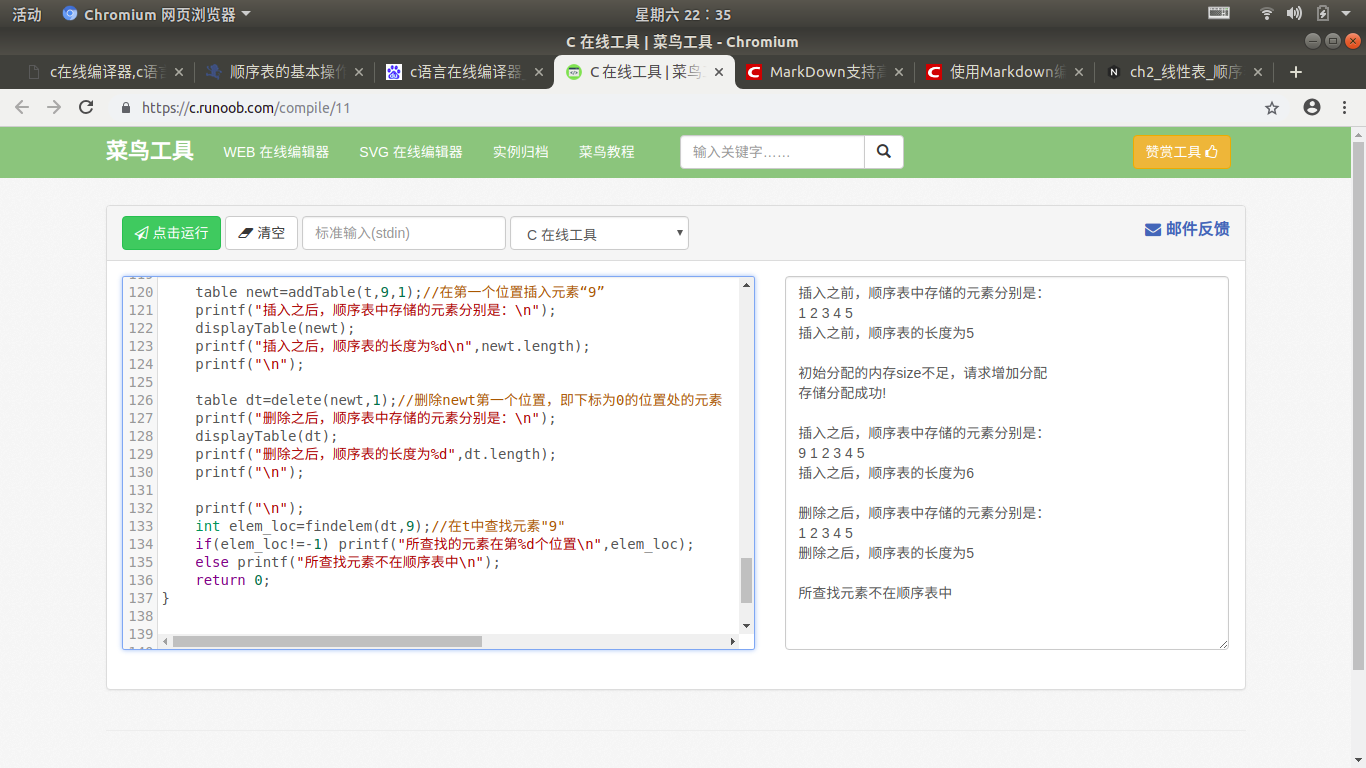 活动 Chromium 网页浏览器 星期六 22：35
C 在线工具 | 菜鸟工具 - Chromium
c在线编译器,c语言 顺序表的基本操作 c语言在线编译器 C 在线工具 | 菜鸟工 MarkDown支持 使用Markdown编 ch2_线性表_顺序
https://c.runoob.com/compile/11
菜鸟工具 WEB 在线编辑器 SVG 在线编辑器 实例归档 菜鸟教程 输入关键字…… 赞赏工具
点击运行 清空 标准输入(stdin) C 在线工具 邮件反馈
119
120 table newt=addTable(t,9,1);//在第一个位置插入元素“9”
121 printf("插入之后，顺序表中存储的元素分别是：\n");
122 displayTable(newt);
123 printf("插入之后，顺序表的长度为%d\n",newt.length);
124 printf("\n");
125
126 table dt=delete(newt,1);//删除newt第一个位置，即下标为0的位置处的元素
127 printf("删除之后，顺序表中存储的元素分别是：\n");
128 displayTable(dt);
129 printf("删除之后，顺序表的长度为%d",dt.length);
130 printf("\n");
131
132 printf("\n");
133 int elem_loc=findelem(dt,9);//在t中查找元素"9"
134 if(elem_loc!=-1) printf("所查找的元素在第%d个位置\n",elem_loc);
135 else printf("所查找元素不在顺序表中\n");
136 return 0;
137 }
138
139
140
插入之前，顺序表中存储的元素分别是：
1 2 3 4 5
插入之前，顺序表的长度为5
初始分配的内存size不足，请求增加分配
存储分配成功!
插入之后，顺序表中存储的元素分别是：
9 1 2 3 4 5
插入之后，顺序表的长度为6
删除之后，顺序表中存储的元素分别是：
1 2 3 4 5
删除之后，顺序表的长度为5
所查找元素不在顺序表中